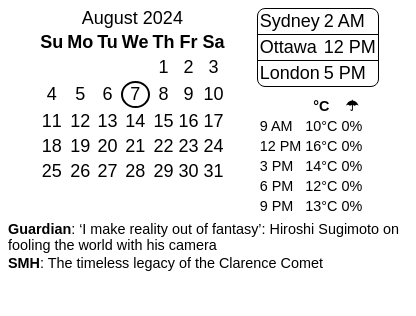 August 2024
Su Mo Tu We Th Fr Sa
1 2 3
4 5 6 7 8 9 10
11 12 13 14 15 16 17
18 19 20 21 22 23 24
25 26 27 28 29 30 31
Sydney 2 AM
Ottawa 12 PM
London 5 PM
°C ☂
9 AM 10°C 0%
12 PM 16°C 0%
3 PM 14°C 0%
6 PM 12°C 0%
9 PM 13°C 0%
Guardian: ‘I make reality out of fantasy’: Hiroshi Sugimoto on
fooling the world with his camera
SMH: The timeless legacy of the Clarence Comet